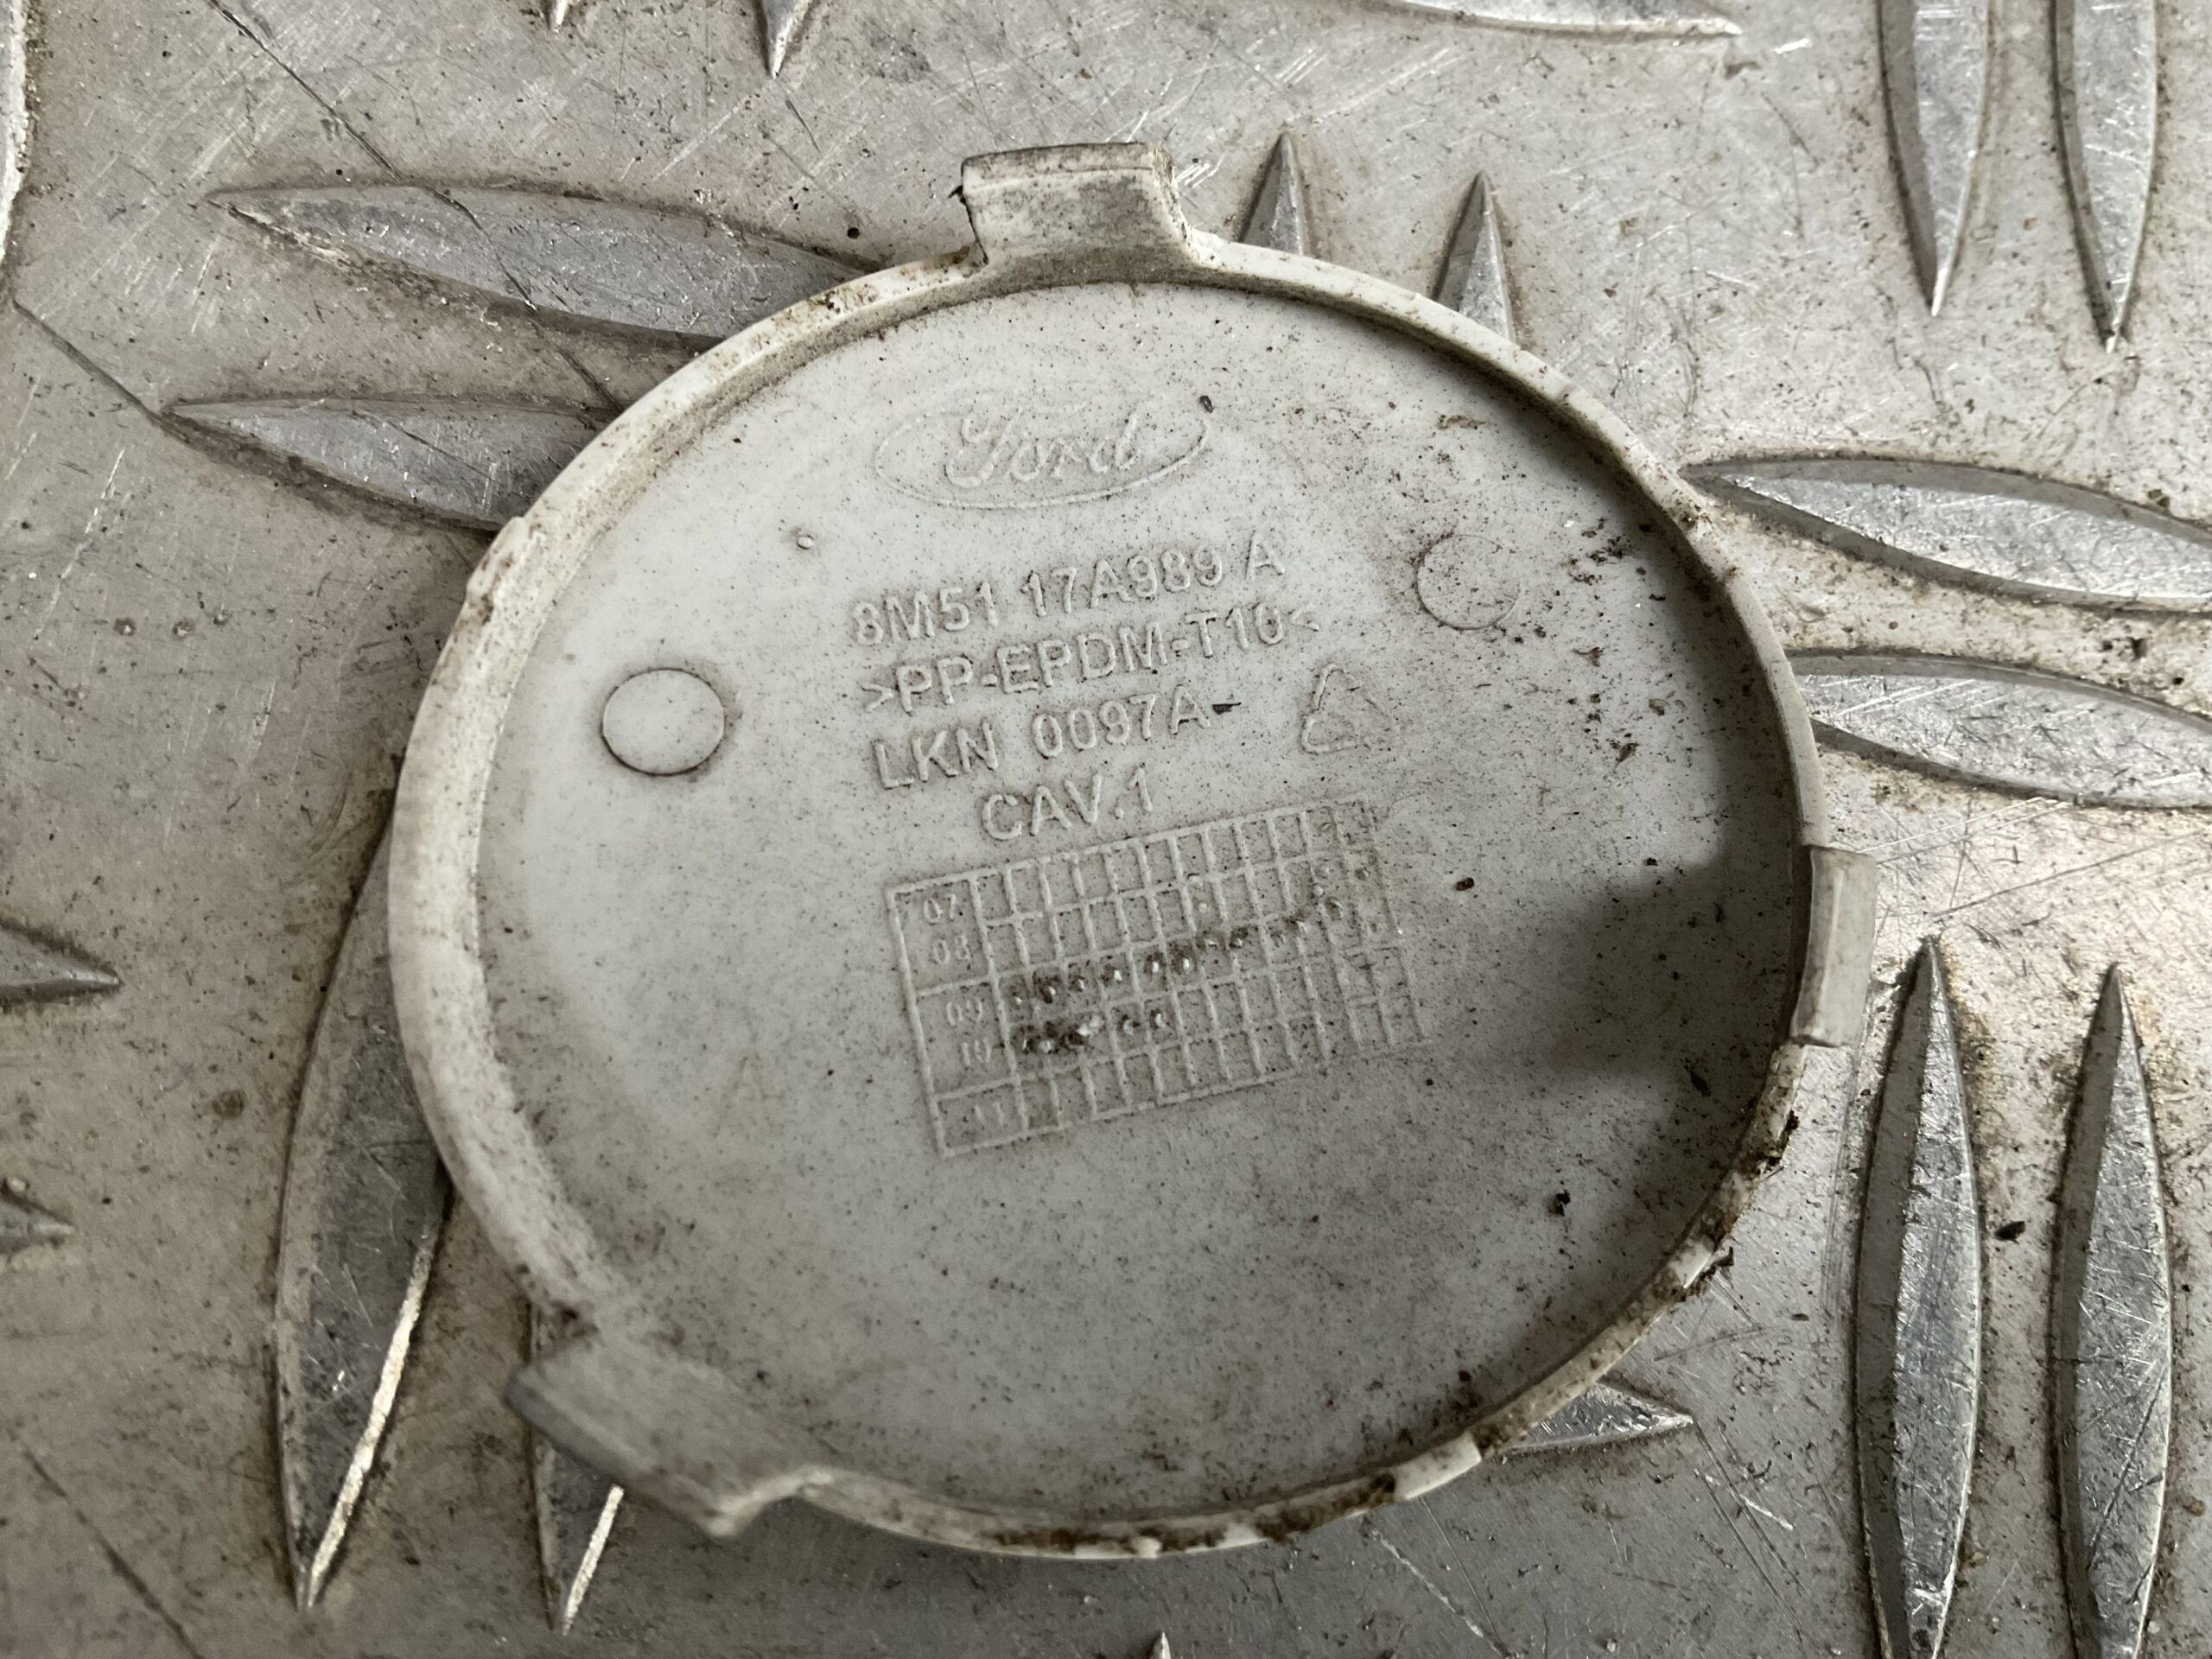 Ford
8M51 17A989 A
>PP-EPDM-T10<
LKN 0097A-
CAV.1
07
08
09
10
11